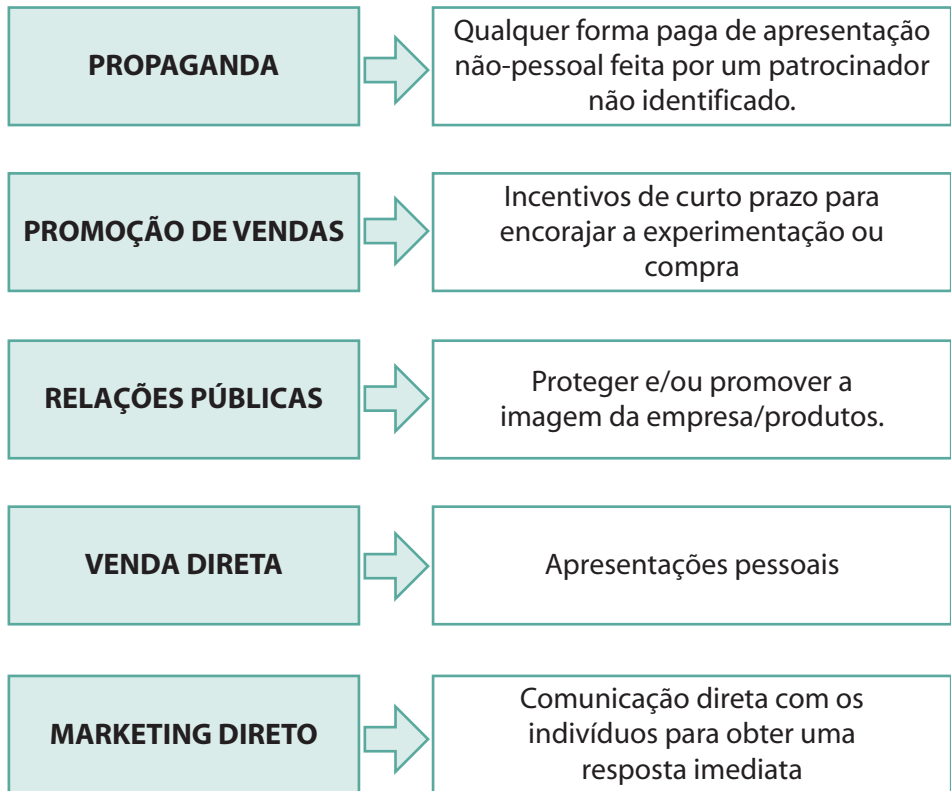 PROPAGANDA
Qualquer forma paga de apresentação
não-pessoal feita por um patrocinador
não identificado.
PROMOÇÃO DE VENDAS
Incentivos de curto prazo para
encorajar a experimentação ou
compra
RELAÇÕES PÚBLICAS
Proteger e/ou promover a
imagem da empresa/produtos.
VENDA DIRETA
Apresentações pessoais
MARKETING DIRETO
Comunicação direta com os
indivíduos para obter uma
resposta imediata